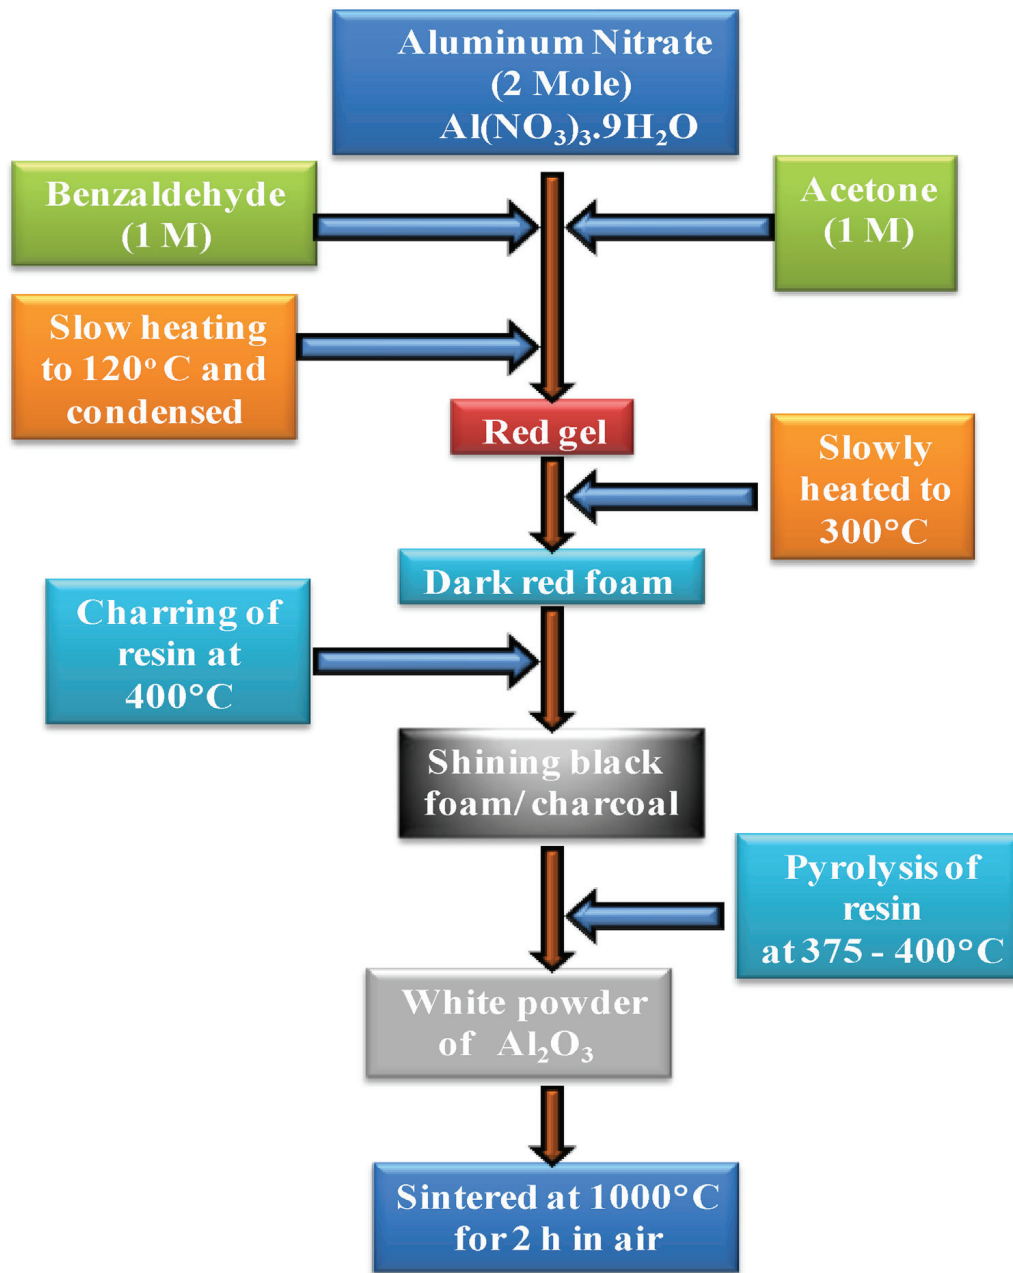 Aluminum Nitrate
(2 Mole)
Al(NO₃)₃.9H₂O
Benzaldehyde
(1 M)
Acetone
(1 M)
Slow heating
to 120° C and
condensed
Red gel
Slowly
heated to
300°C
Dark red foam
Charring of
resin at
400°C
Shining black
foam/ charcoal
Pyrolysis of
resin
at 375 - 400°C
White powder
of Al₂O₃
Sintered at 1000°C
for 2 h in air